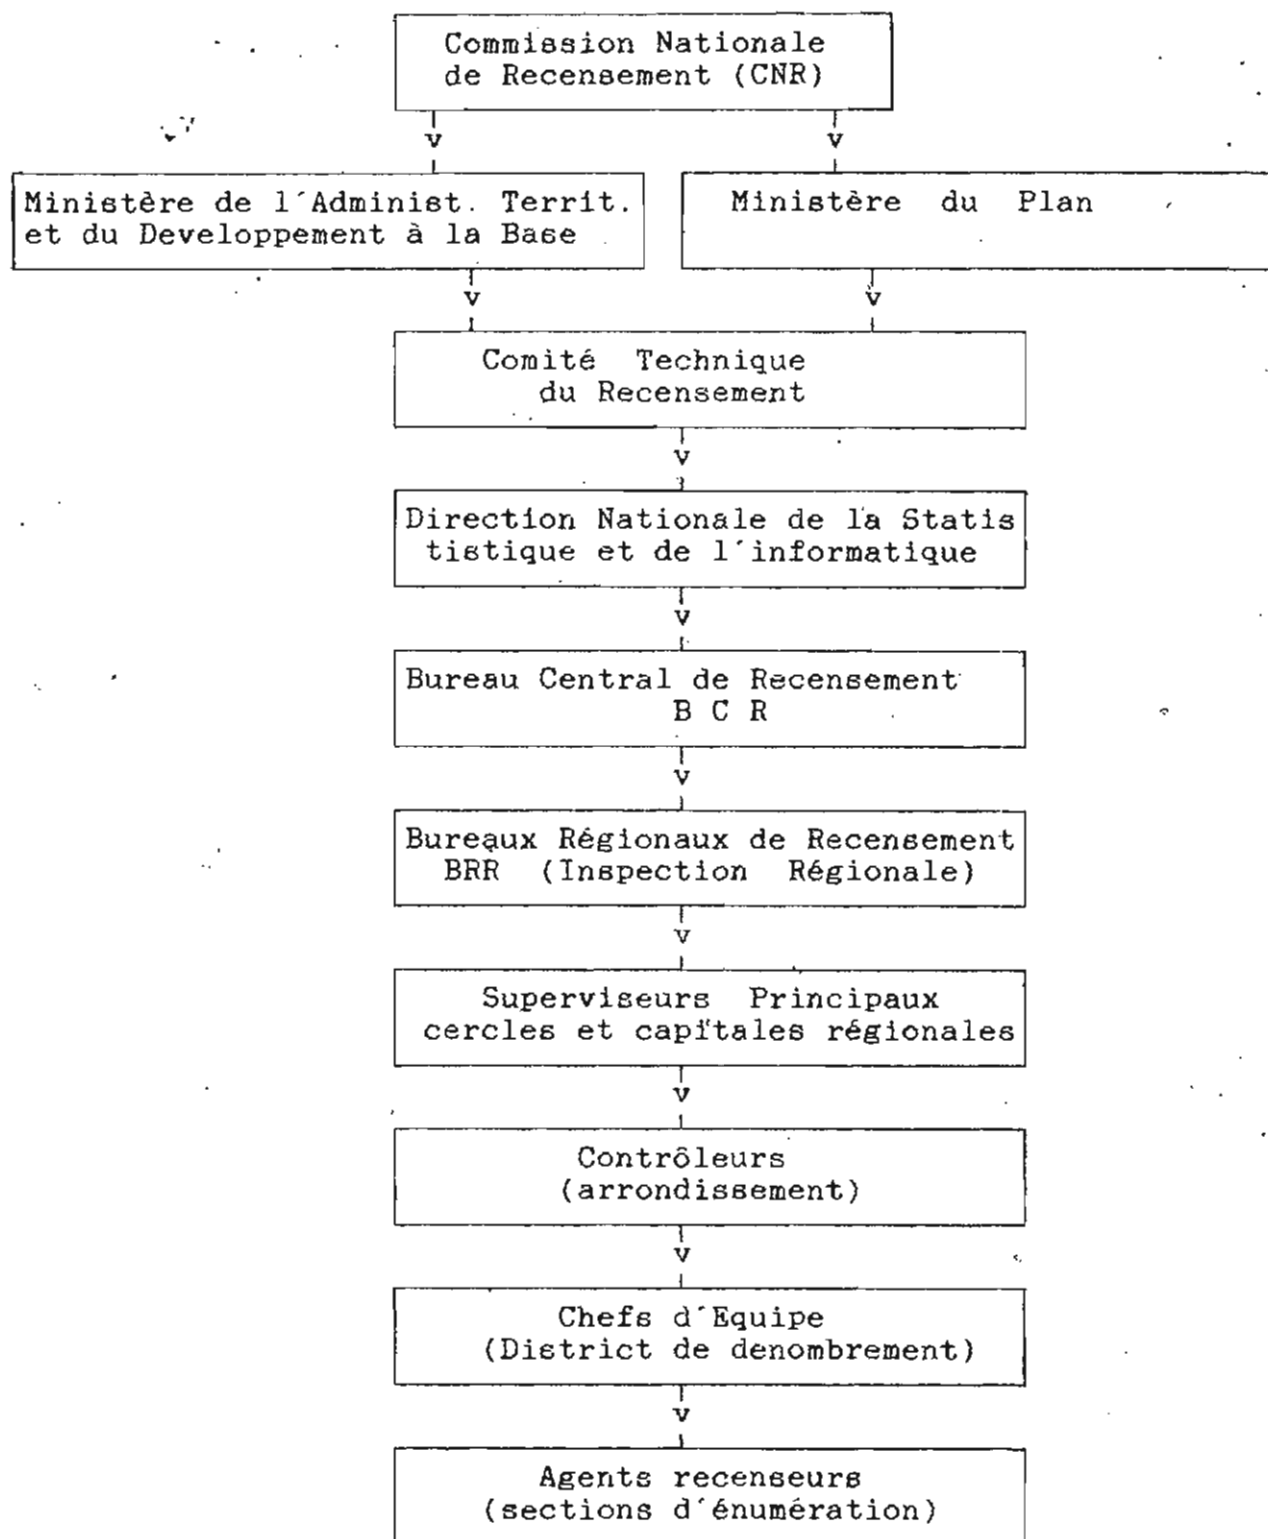 Commission Nationale
de Recensement (CNR)
v v
Ministère de l´Administ. Territ.
et du Developpement à la Base
Ministère du Plan
v v
Comité Technique
du Recensement
v
Direction Nationale de la Statis
tistique et de l´informatique
v
Bureau Central de Recensement
B C R
v
Bureaux Régionaux de Recensement
BRR (Inspection Régionale)
v
Superviseurs Principaux
cercles et capitales régionales
v
Contrôleurs
(arrondissement)
v
Chefs d´Equipe
(District de denombrement)
v
Agents recenseurs
(sections d´énumération)